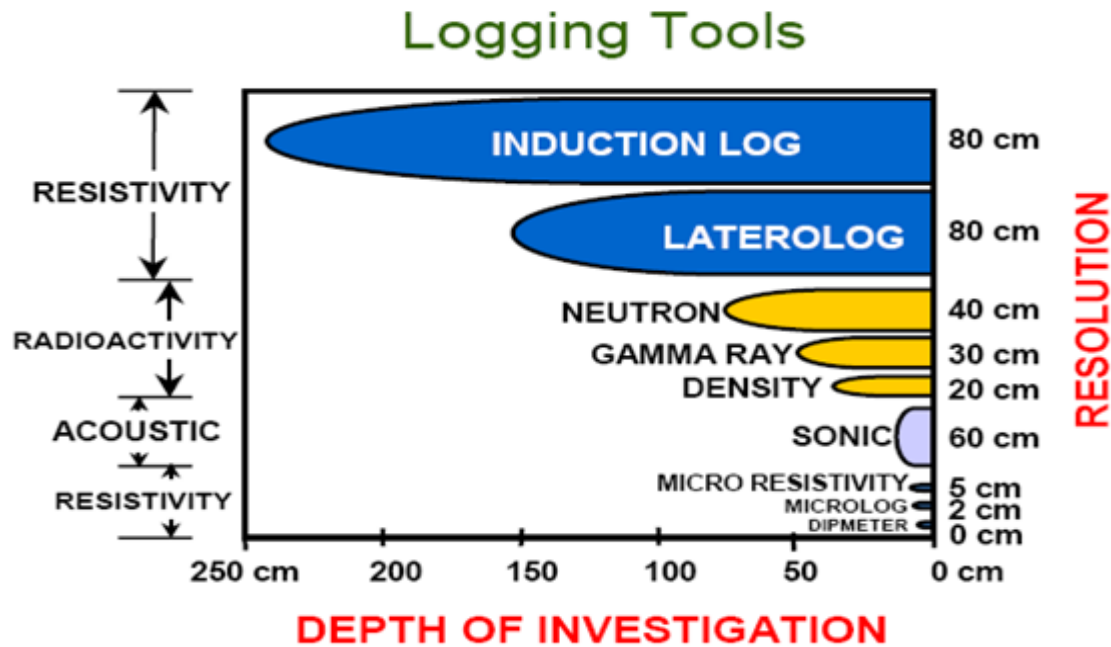 Logging Tools
INDUCTION LOG
80 cm
RESISTIVITY
LATEROLOG
80 cm
NEUTRON
40 cm
RADIOACTIVITY
GAMMA RAY
30 cm
DENSITY
20 cm
ACOUSTIC
SONIC
60 cm
RESISTIVITY
MICRO RESISTIVITY
5 cm
MICROLOG
2 cm
DIPMETER
0 cm
RESOLUTION
250 cm 200 150 100 50 0 cm
DEPTH OF INVESTIGATION